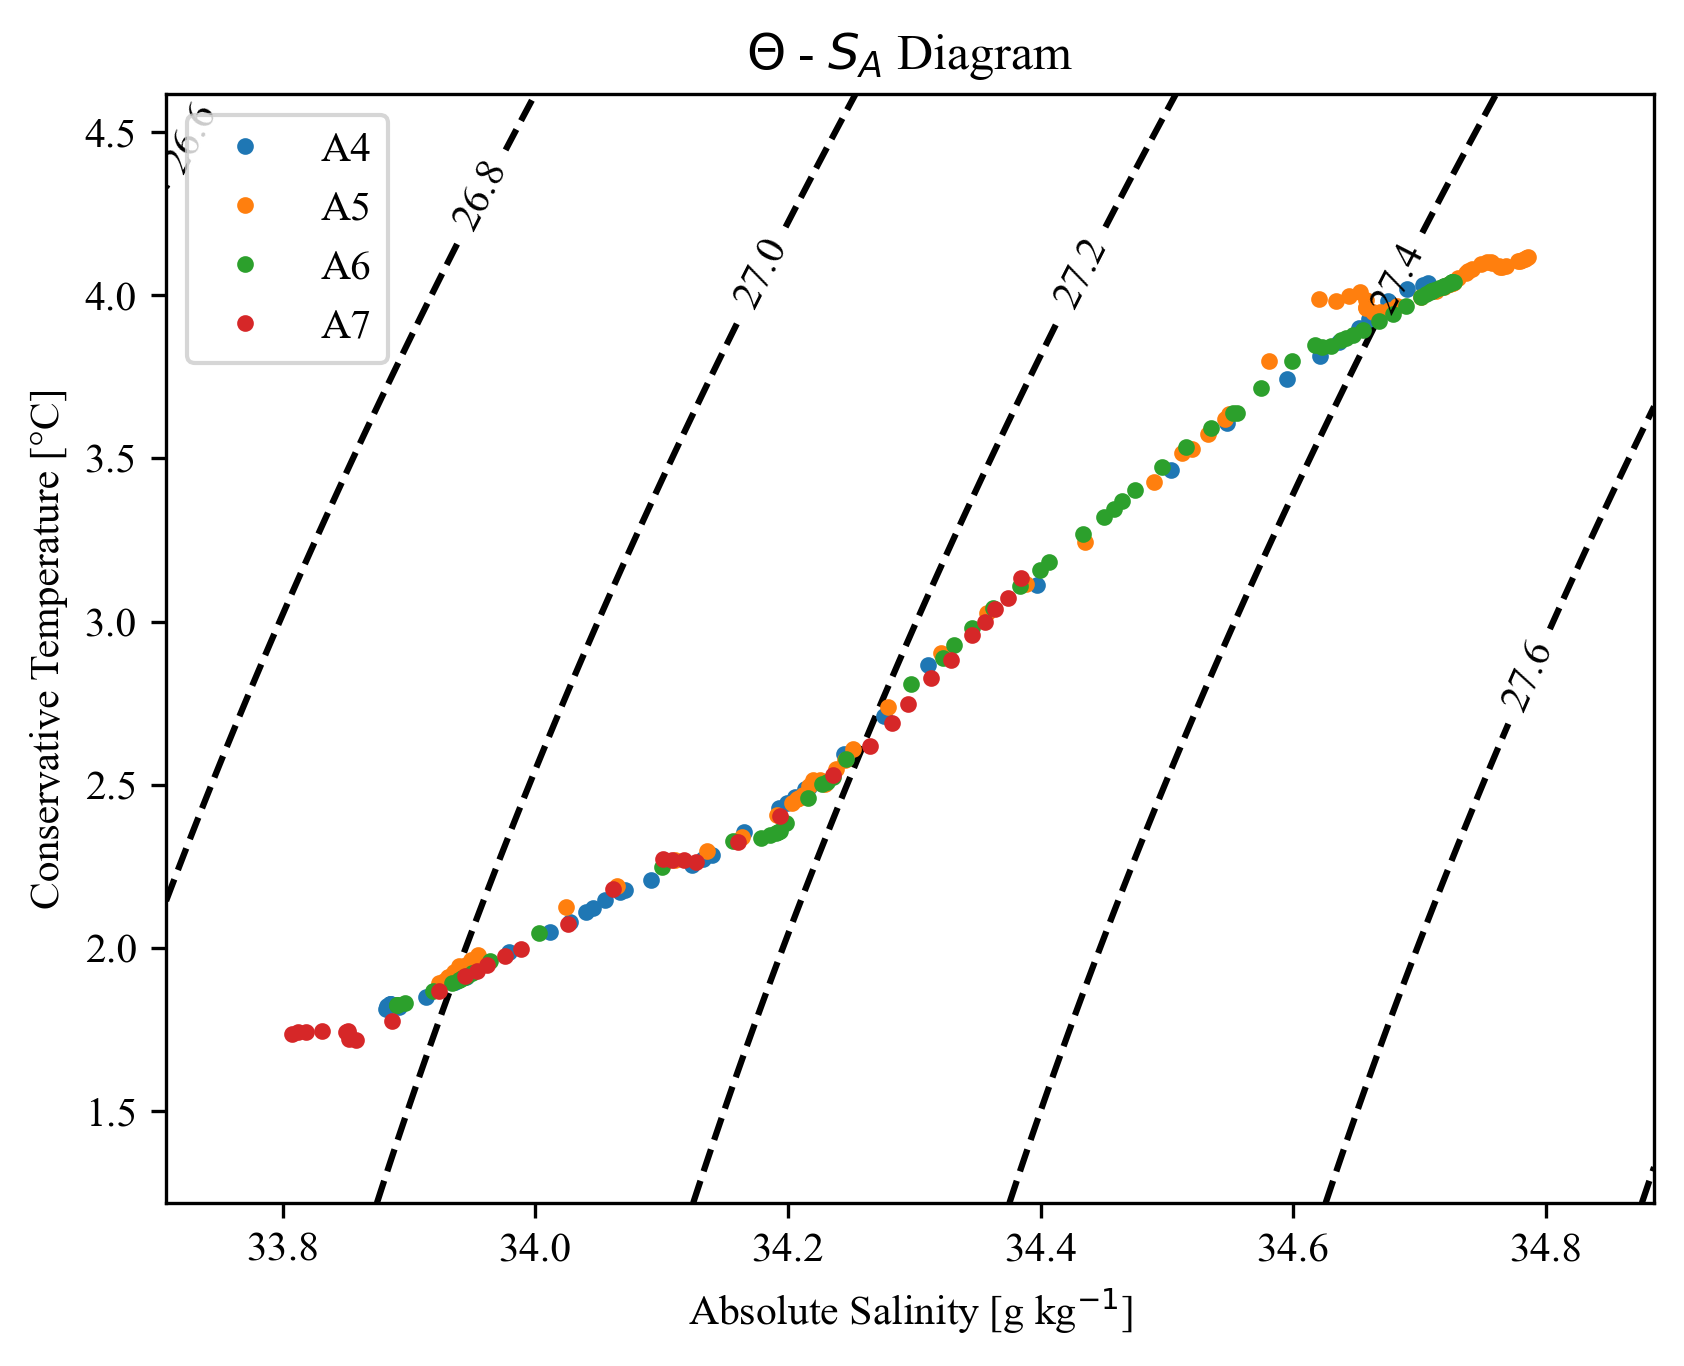 Θ - S_A Diagram
26.6
26.8
27.0
27.2
27.4
27.6
A4
A5
A6
A7
4.5
4.0
3.5
3.0
2.5
2.0
1.5
Conservative Temperature [°C]
33.8 34.0 34.2 34.4 34.6 34.8
Absolute Salinity [g kg⁻¹]